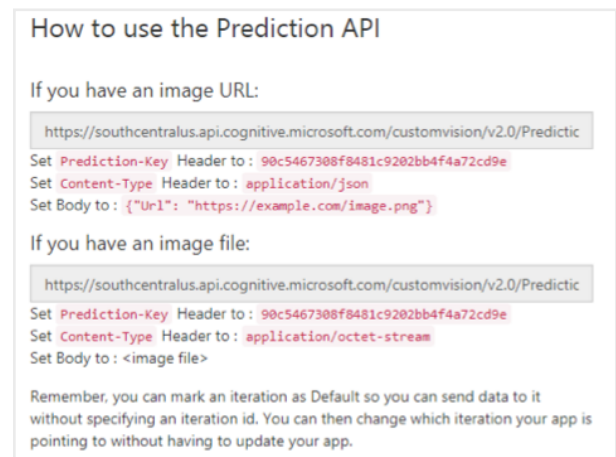 How to use the Prediction API
If you have an image URL:
https://southcentralus.api.cognitive.microsoft.com/customvision/v2.0/Predictic
Set Prediction-Key Header to : 90c5467308f8481c9202bb4f4a72cd9e
Set Content-Type Header to : application/json
Set Body to : {"Url": "https://example.com/image.png"}
If you have an image file:
https://southcentralus.api.cognitive.microsoft.com/customvision/v2.0/Predictic
Set Prediction-Key Header to : 90c5467308f8481c9202bb4f4a72cd9e
Set Content-Type Header to : application/octet-stream
Set Body to : <image file>
Remember, you can mark an iteration as Default so you can send data to it
without specifying an iteration id. You can then change which iteration your app is
pointing to without having to update your app.